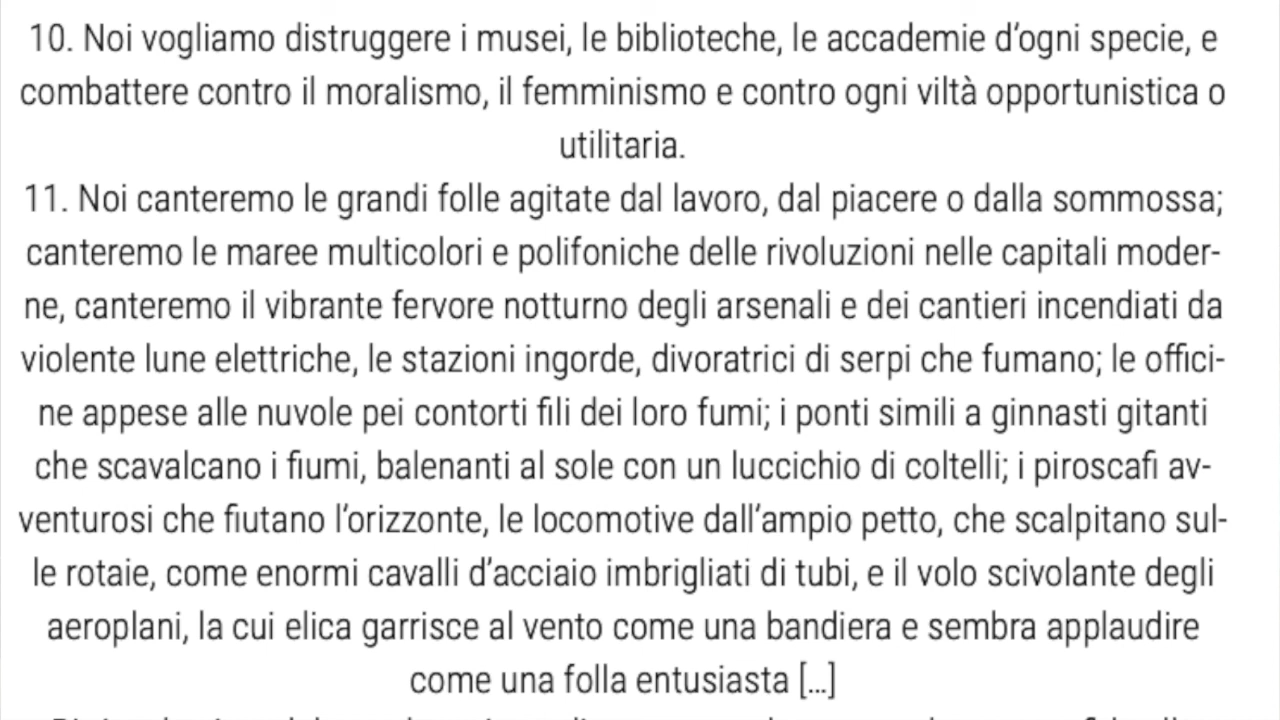 10. Noi vogliamo distruggere i musei, le biblioteche, le accademie d’ogni specie, e
combattere contro il moralismo, il femminismo e contro ogni viltà opportunistica o
utilitaria.
11. Noi canteremo le grandi folle agitate dal lavoro, dal piacere o dalla sommossa;
canteremo le maree multicolori e polifoniche delle rivoluzioni nelle capitali moder-
ne, canteremo il vibrante fervore notturno degli arsenali e dei cantieri incendiati da
violente lune elettriche, le stazioni ingorde, divoratrici di serpi che fumano; le offici-
ne appese alle nuvole pei contorti fili dei loro fumi; i ponti simili a ginnasti gitanti
che scavalcano i fiumi, balenanti al sole con un luccichio di coltelli; i piroscafi av-
venturosi che fiutano l’orizzonte, le locomotive dall’ampio petto, che scalpitano sul-
le rotaie, come enormi cavalli d’acciaio imbrigliati di tubi, e il volo scivolante degli
aeroplani, la cui elica garrisce al vento come una bandiera e sembra applaudire
come una folla entusiasta [...]